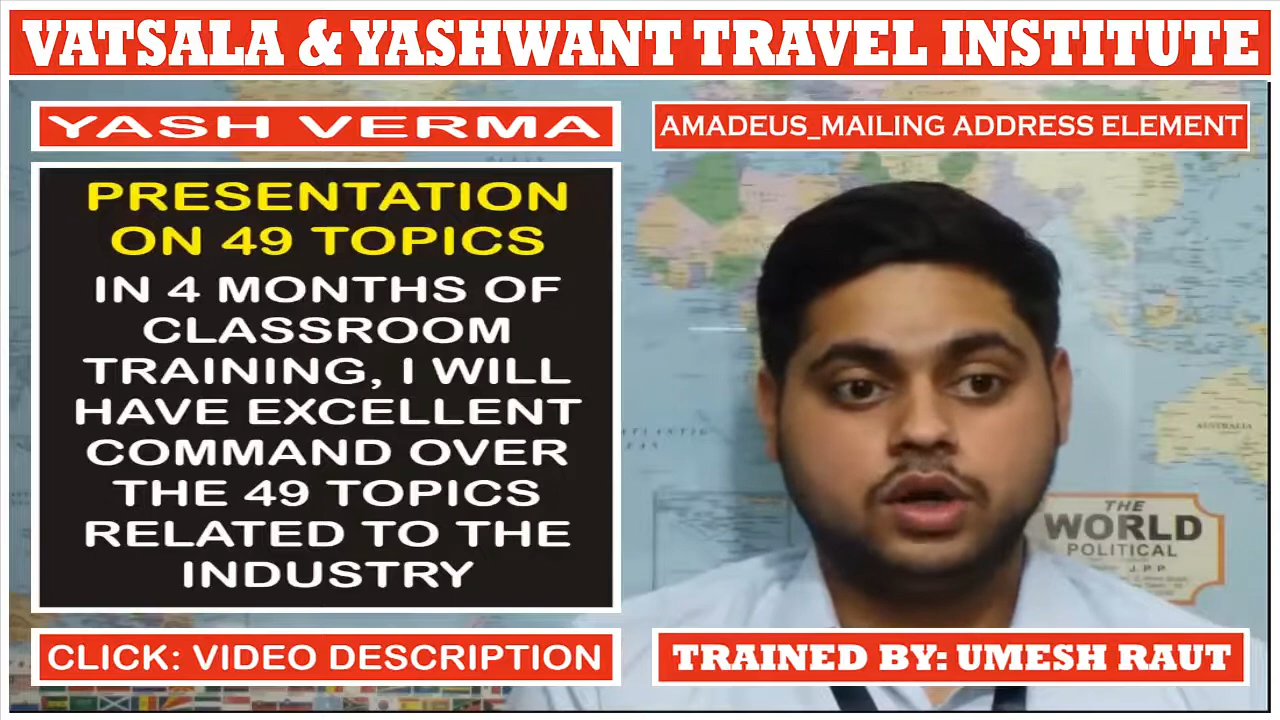 VATSALA & YASHWANT TRAVEL INSTITUTE
YASH VERMA
AMADEUS_MAILING ADDRESS ELEMENT
PRESENTATION
ON 49 TOPICS
IN 4 MONTHS OF
CLASSROOM
TRAINING, I WILL
HAVE EXCELLENT
COMMAND OVER
THE 49 TOPICS
RELATED TO THE
INDUSTRY
AUSTRALIA
THE
WORLD
POLITICAL
J.P.P
CLICK: VIDEO DESCRIPTION
TRAINED BY: UMESH RAUT